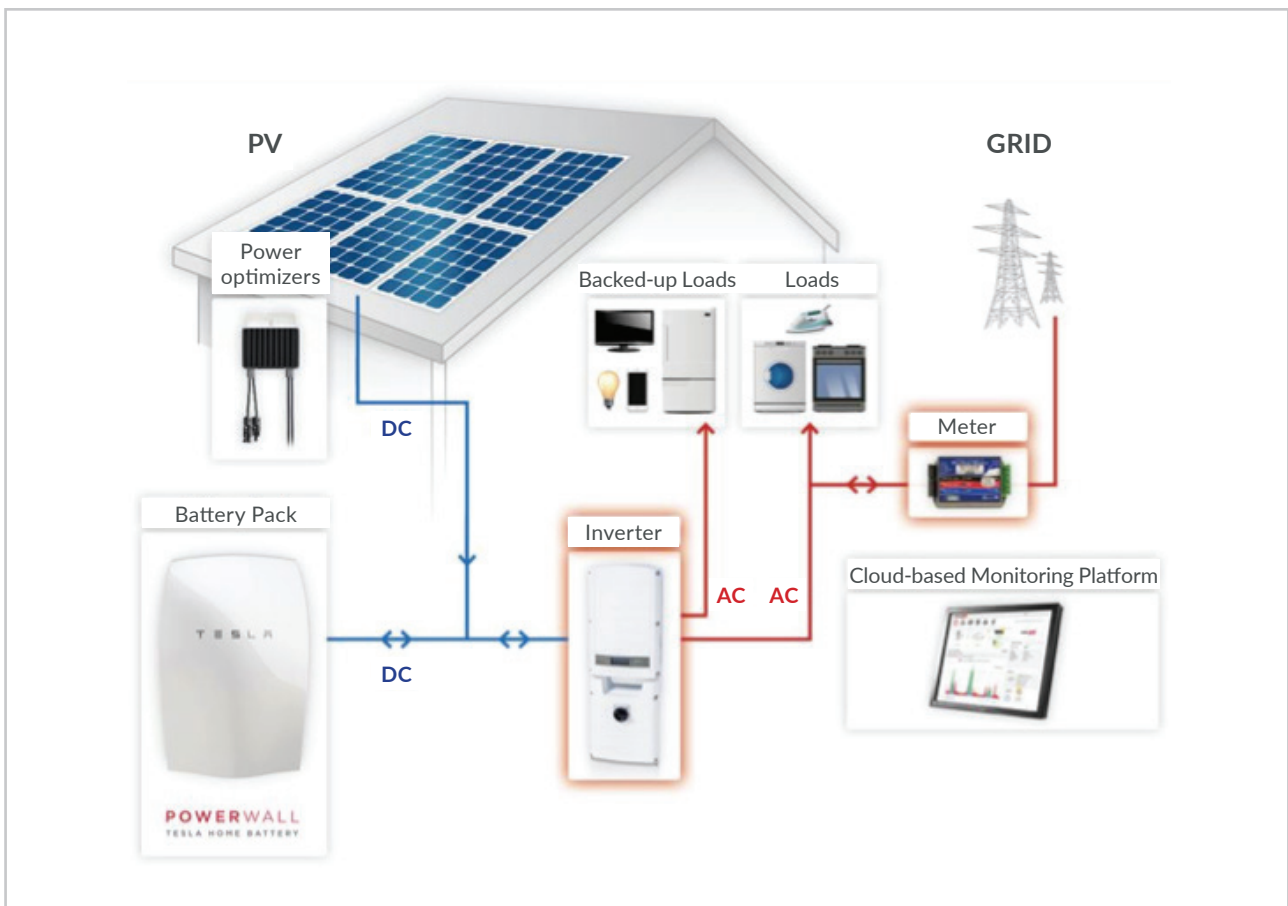 PV
GRID
Power
optimizers
Backed-up Loads
Loads
DC
Meter
Battery Pack
Inverter
Cloud-based Monitoring Platform
AC AC
TESLA
DC
POWERWALL
TESLA HOME BATTERY